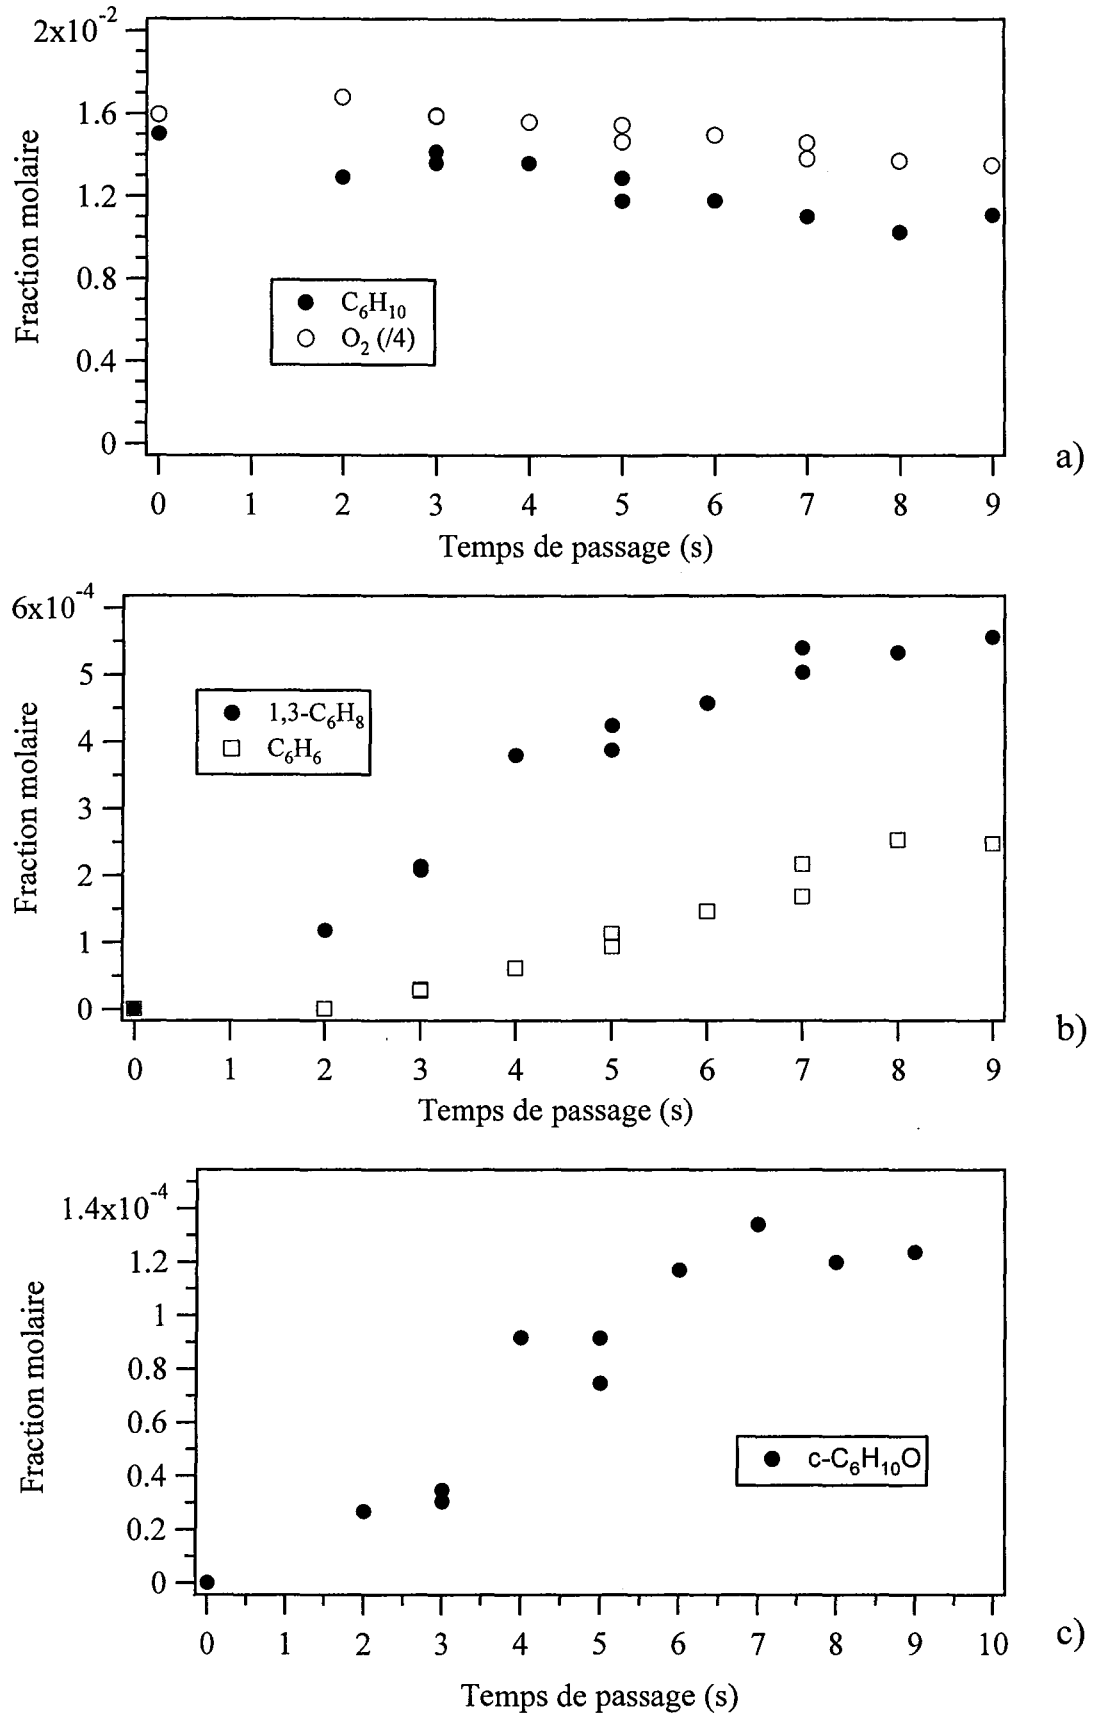 2x10⁻²
1.6
1.2
0.8
0.4
0
Fraction molaire
C₆H₁₀
O₂ (/4)
0 1 2 3 4 5 6 7 8 9
Temps de passage (s)
a)
6x10⁻⁴
5
4
3
2
1
0
Fraction molaire
1,3-C₆H₈
C₆H₆
0 1 2 3 4 5 6 7 8 9
Temps de passage (s)
b)
1.4x10⁻⁴
1.2
1
0.8
0.6
0.4
0.2
0
Fraction molaire
c-C₆H₁₀O
0 1 2 3 4 5 6 7 8 9 10
Temps de passage (s)
c)